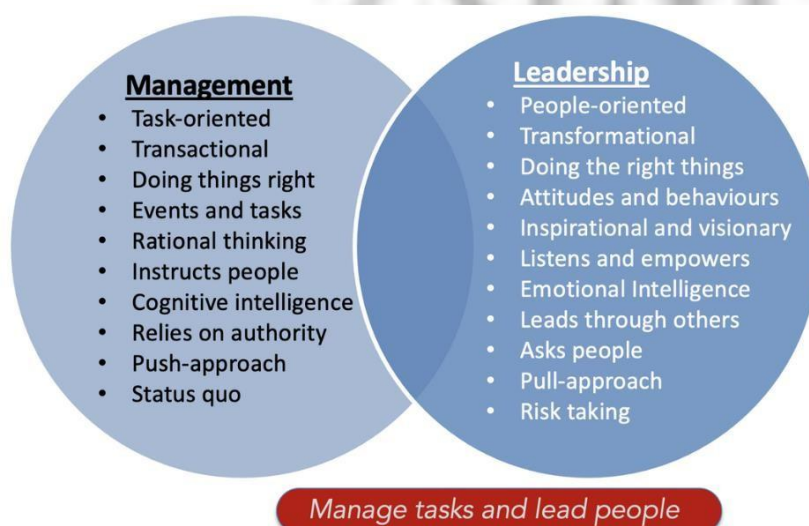 Management
• Task-oriented
• Transactional
• Doing things right
• Events and tasks
• Rational thinking
• Instructs people
• Cognitive intelligence
• Relies on authority
• Push-approach
• Status quo
Leadership
• People-oriented
• Transformational
• Doing the right things
• Attitudes and behaviours
• Inspirational and visionary
• Listens and empowers
• Emotional Intelligence
• Leads through others
• Asks people
• Pull-approach
• Risk taking
Manage tasks and lead people